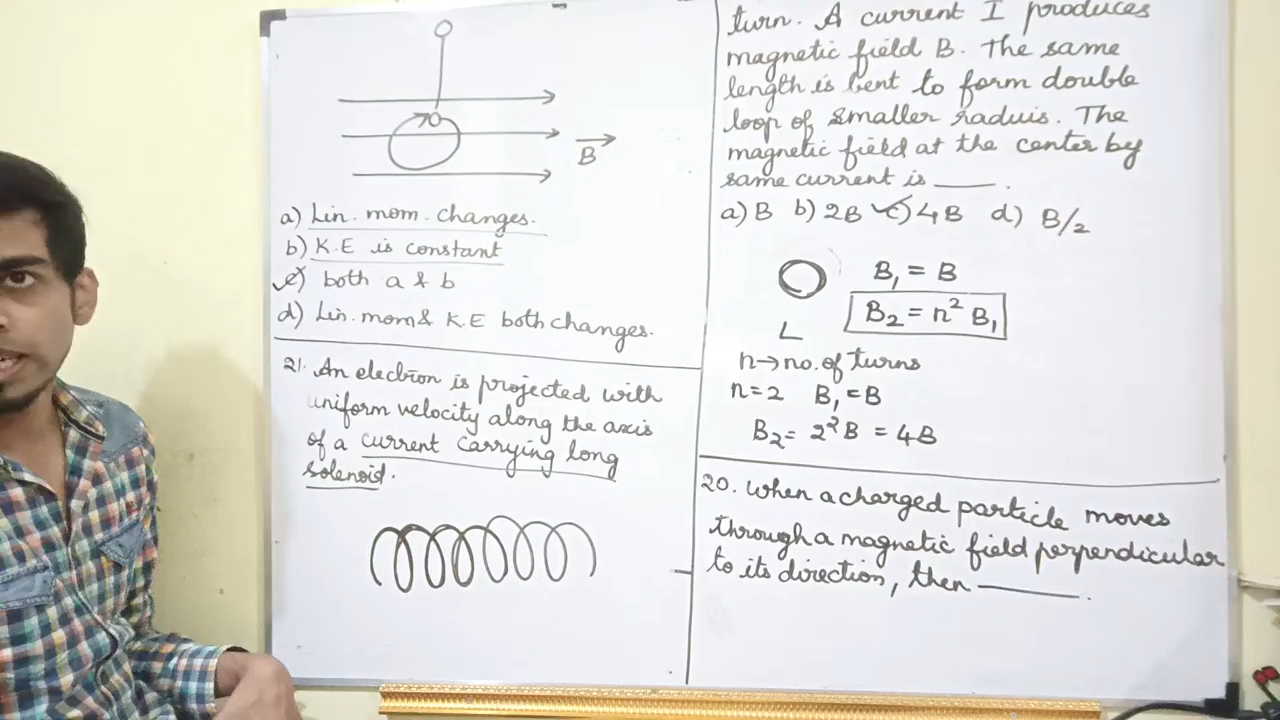 B
a) Lin. mom. changes.
b) K.E is constant
c) both a & b
d) Lin. mom & K.E both changes.
21. An electron is projected with
uniform velocity along the axis
of a current carrying long
solenoid.
turn. A current I produces
magnetic field B. The same
length is bent to form double
loop of smaller raduis. The
magnetic field at the center by
same current is ____.
a) B b) 2B c) 4B d) B/2
B₁ = B
B₂ = n² B₁
L
n→no. of turns
n=2 B₁=B
B₂= 2²B = 4B
20. When a charged particle moves
through a magnetic field perpendicular
to its direction, then ______.